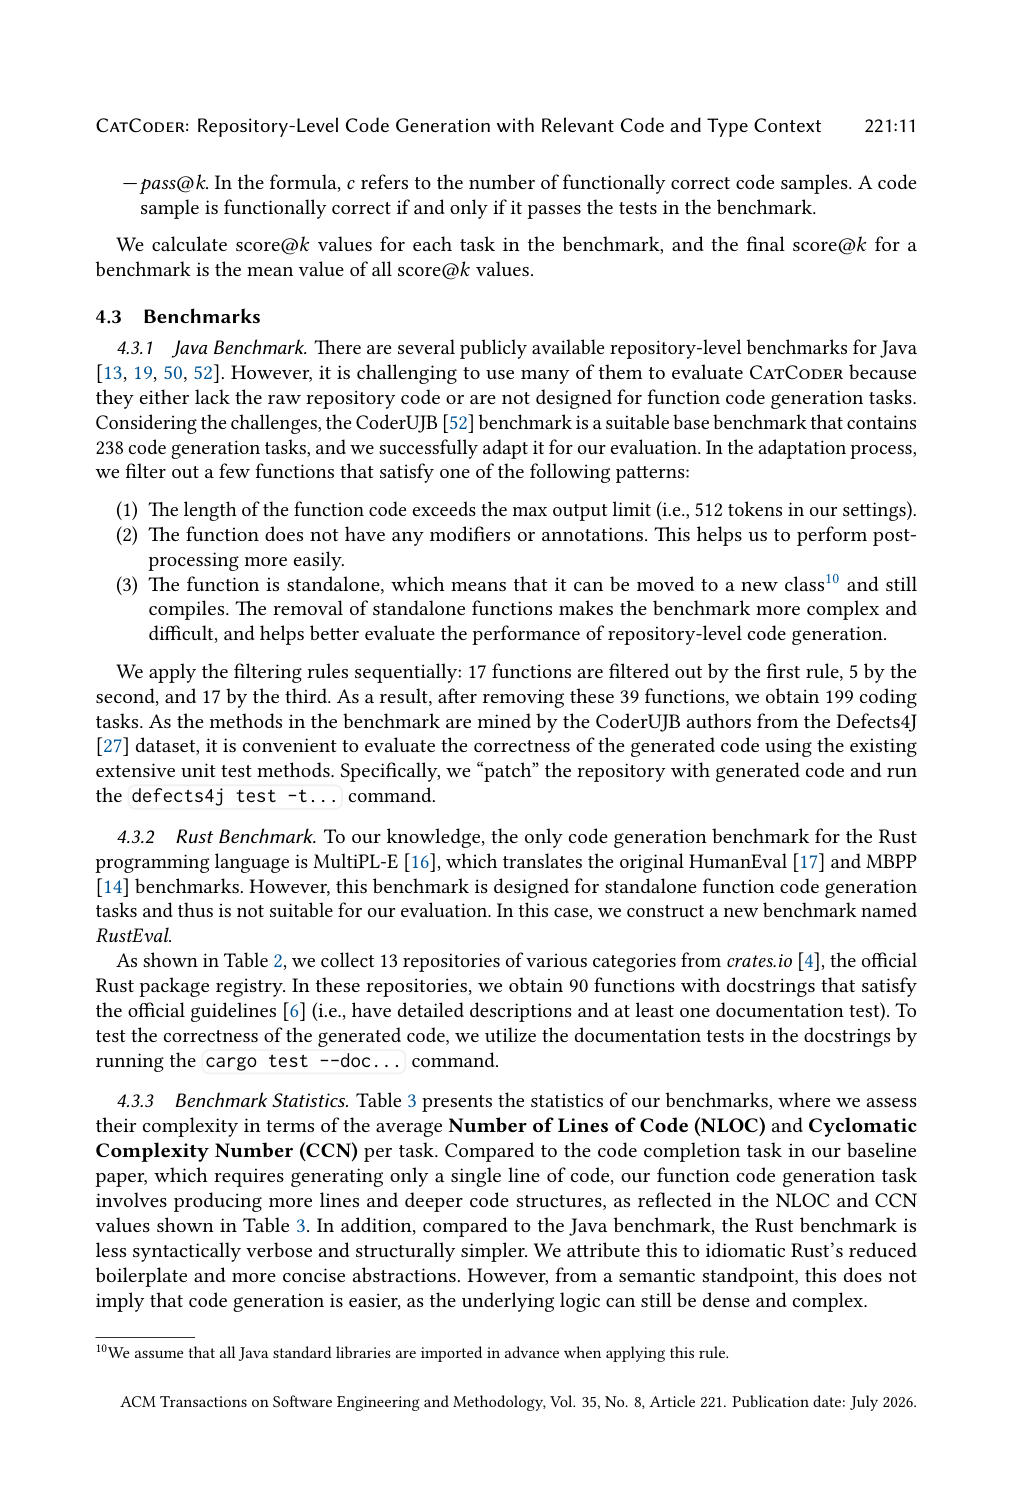 CatCoder: Repository-Level Code Generation with Relevant Code and Type Context 221:11
— pass@k. In the formula, c refers to the number of functionally correct code samples. A code
sample is functionally correct if and only if it passes the tests in the benchmark.
We calculate score@k values for each task in the benchmark, and the final score@k for a
benchmark is the mean value of all score@k values.
4.3 Benchmarks
4.3.1 Java Benchmark. There are several publicly available repository-level benchmarks for Java
[13, 19, 50, 52]. However, it is challenging to use many of them to evaluate CatCoder because
they either lack the raw repository code or are not designed for function code generation tasks.
Considering the challenges, the CoderUJB [52] benchmark is a suitable base benchmark that contains
238 code generation tasks, and we successfully adapt it for our evaluation. In the adaptation process,
we filter out a few functions that satisfy one of the following patterns:
(1) The length of the function code exceeds the max output limit (i.e., 512 tokens in our settings).
(2) The function does not have any modifiers or annotations. This helps us to perform post-
processing more easily.
(3) The function is standalone, which means that it can be moved to a new class10 and still
compiles. The removal of standalone functions makes the benchmark more complex and
difficult, and helps better evaluate the performance of repository-level code generation.
We apply the filtering rules sequentially: 17 functions are filtered out by the first rule, 5 by the
second, and 17 by the third. As a result, after removing these 39 functions, we obtain 199 coding
tasks. As the methods in the benchmark are mined by the CoderUJB authors from the Defects4J
[27] dataset, it is convenient to evaluate the correctness of the generated code using the existing
extensive unit test methods. Specifically, we “patch” the repository with generated code and run
the defects4j test -t... command.
4.3.2 Rust Benchmark. To our knowledge, the only code generation benchmark for the Rust
programming language is MultiPL-E [16], which translates the original HumanEval [17] and MBPP
[14] benchmarks. However, this benchmark is designed for standalone function code generation
tasks and thus is not suitable for our evaluation. In this case, we construct a new benchmark named
RustEval.
As shown in Table 2, we collect 13 repositories of various categories from crates.io [4], the official
Rust package registry. In these repositories, we obtain 90 functions with docstrings that satisfy
the official guidelines [6] (i.e., have detailed descriptions and at least one documentation test). To
test the correctness of the generated code, we utilize the documentation tests in the docstrings by
running the cargo test --doc... command.
4.3.3 Benchmark Statistics. Table 3 presents the statistics of our benchmarks, where we assess
their complexity in terms of the average Number of Lines of Code (NLOC) and Cyclomatic
Complexity Number (CCN) per task. Compared to the code completion task in our baseline
paper, which requires generating only a single line of code, our function code generation task
involves producing more lines and deeper code structures, as reflected in the NLOC and CCN
values shown in Table 3. In addition, compared to the Java benchmark, the Rust benchmark is
less syntactically verbose and structurally simpler. We attribute this to idiomatic Rust’s reduced
boilerplate and more concise abstractions. However, from a semantic standpoint, this does not
imply that code generation is easier, as the underlying logic can still be dense and complex.
10We assume that all Java standard libraries are imported in advance when applying this rule.
ACM Transactions on Software Engineering and Methodology, Vol. 35, No. 8, Article 221. Publication date: July 2026.